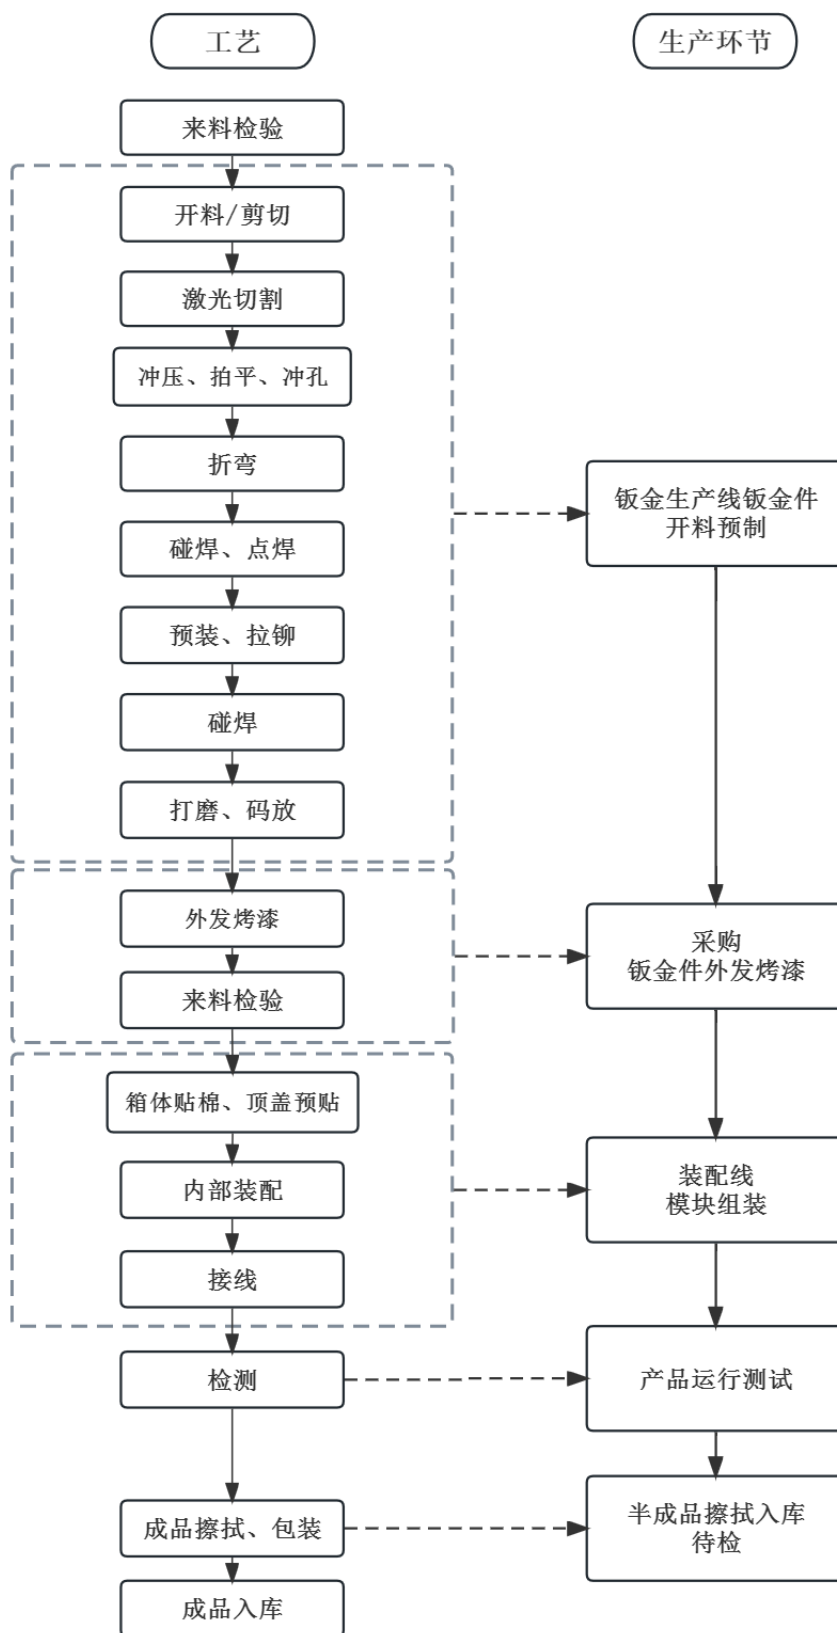 工艺
生产环节
来料检验
开料/剪切
激光切割
冲压、拍平、冲孔
折弯
碰焊、点焊
预装、拉铆
碰焊
打磨、码放
钣金生产线钣金件
开料预制
外发烤漆
来料检验
采购
钣金件外发烤漆
箱体贴棉、顶盖预贴
内部装配
接线
装配线
模块组装
检测
产品运行测试
成品擦拭、包装
半成品擦拭入库
待检
成品入库